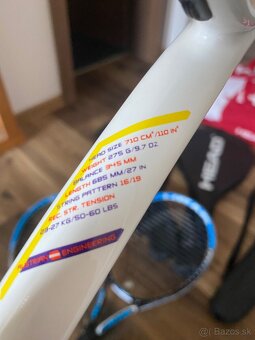 HEAD SIZE 710 CM²/110 IN²
WEIGHT 275 G/9.7 OZ
BALANCE 345 MM
LENGTH 685 MM/27 IN
STRING PATTERN 16/19
REC. STR. TENSION
23-27 KG/50-60 LBS
AUSTRIAN ENGINEERING
HEAD
bazos.sk